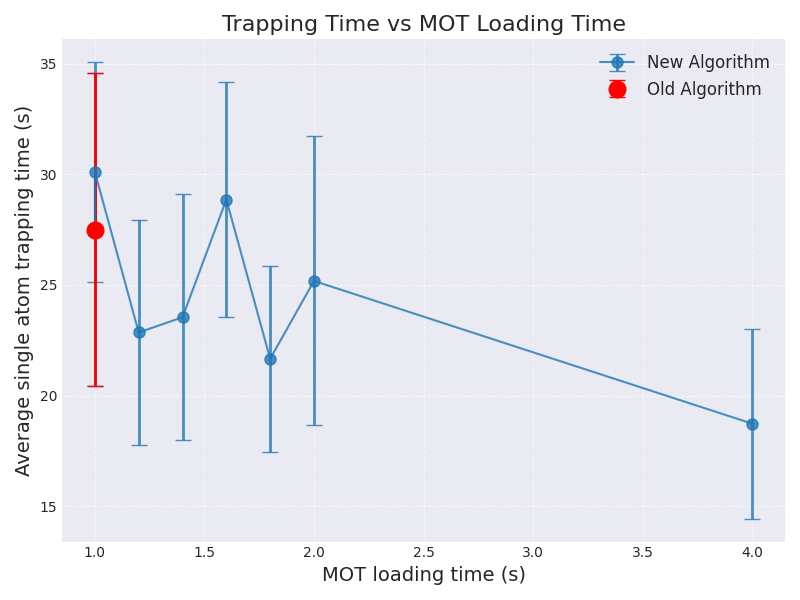 Trapping Time vs MOT Loading Time
New Algorithm
Old Algorithm
Average single atom trapping time (s)
35
30
25
20
15
1.0 1.5 2.0 2.5 3.0 3.5 4.0
MOT loading time (s)